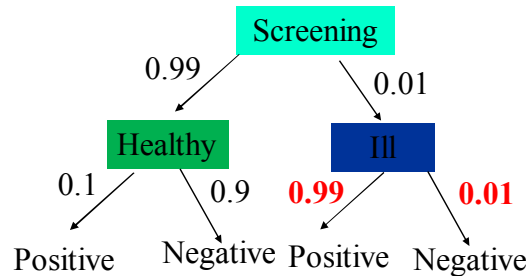 Screening
0.99
0.01
Healthy
Ill
0.1
0.9
0.99
0.01
Positive
Negative
Positive
Negative